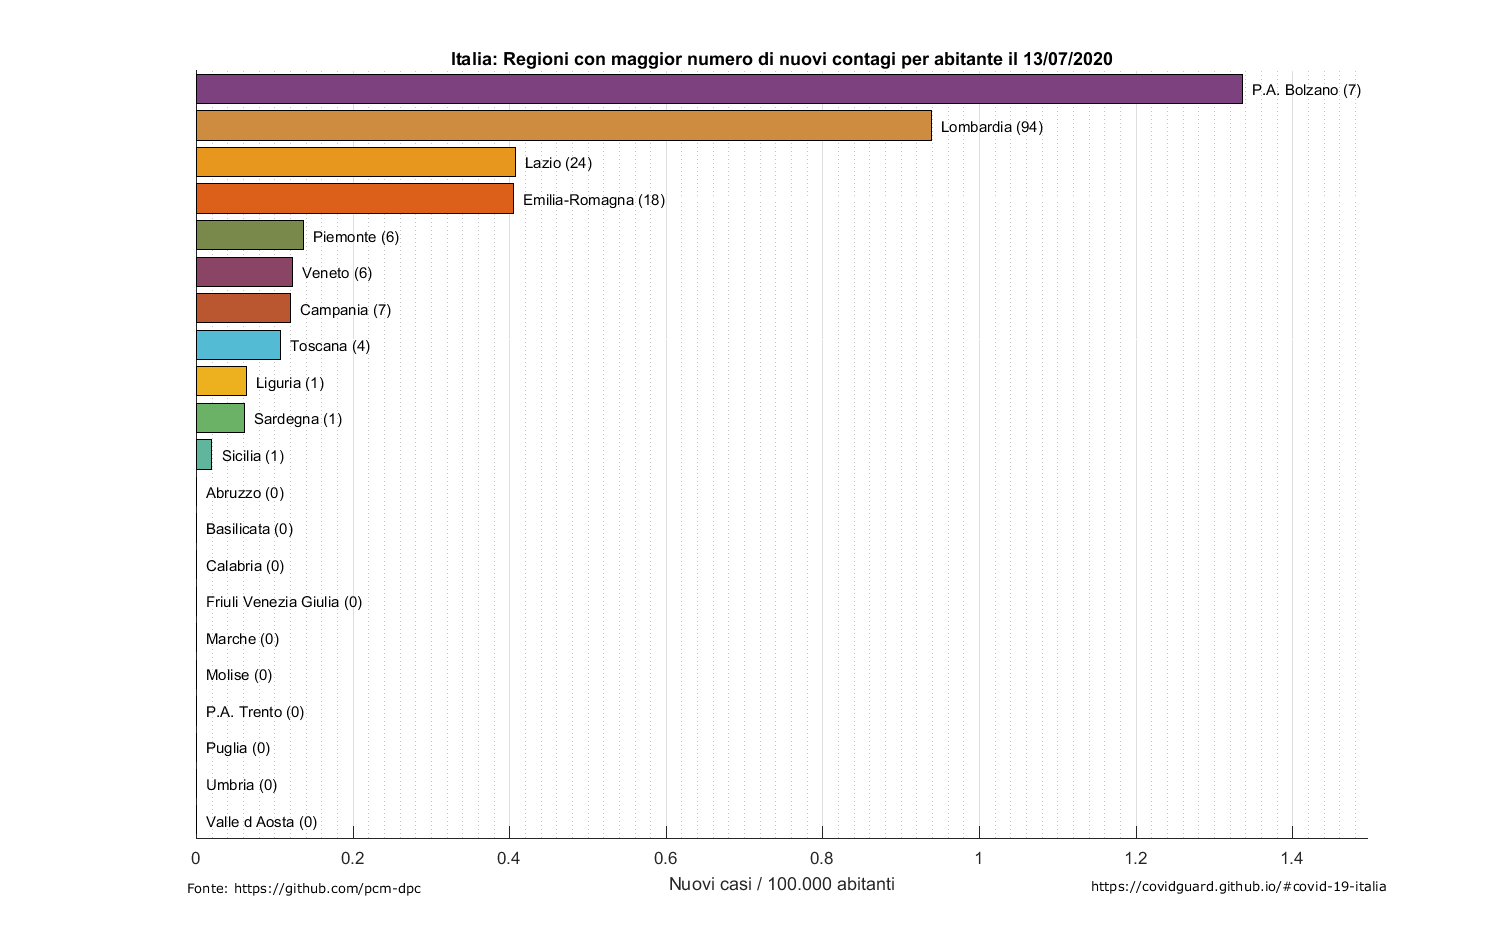 Italia: Regioni con maggior numero di nuovi contagi per abitante il 13/07/2020
P.A. Bolzano (7)
Lombardia (94)
Lazio (24)
Emilia-Romagna (18)
Piemonte (6)
Veneto (6)
Campania (7)
Toscana (4)
Liguria (1)
Sardegna (1)
Sicilia (1)
Abruzzo (0)
Basilicata (0)
Calabria (0)
Friuli Venezia Giulia (0)
Marche (0)
Molise (0)
P.A. Trento (0)
Puglia (0)
Umbria (0)
Valle d Aosta (0)
0 0.2 0.4 0.6 0.8 1 1.2 1.4
Nuovi casi / 100.000 abitanti
Fonte: https://github.com/pcm-dpc
https://covidguard.github.io/#covid-19-italia